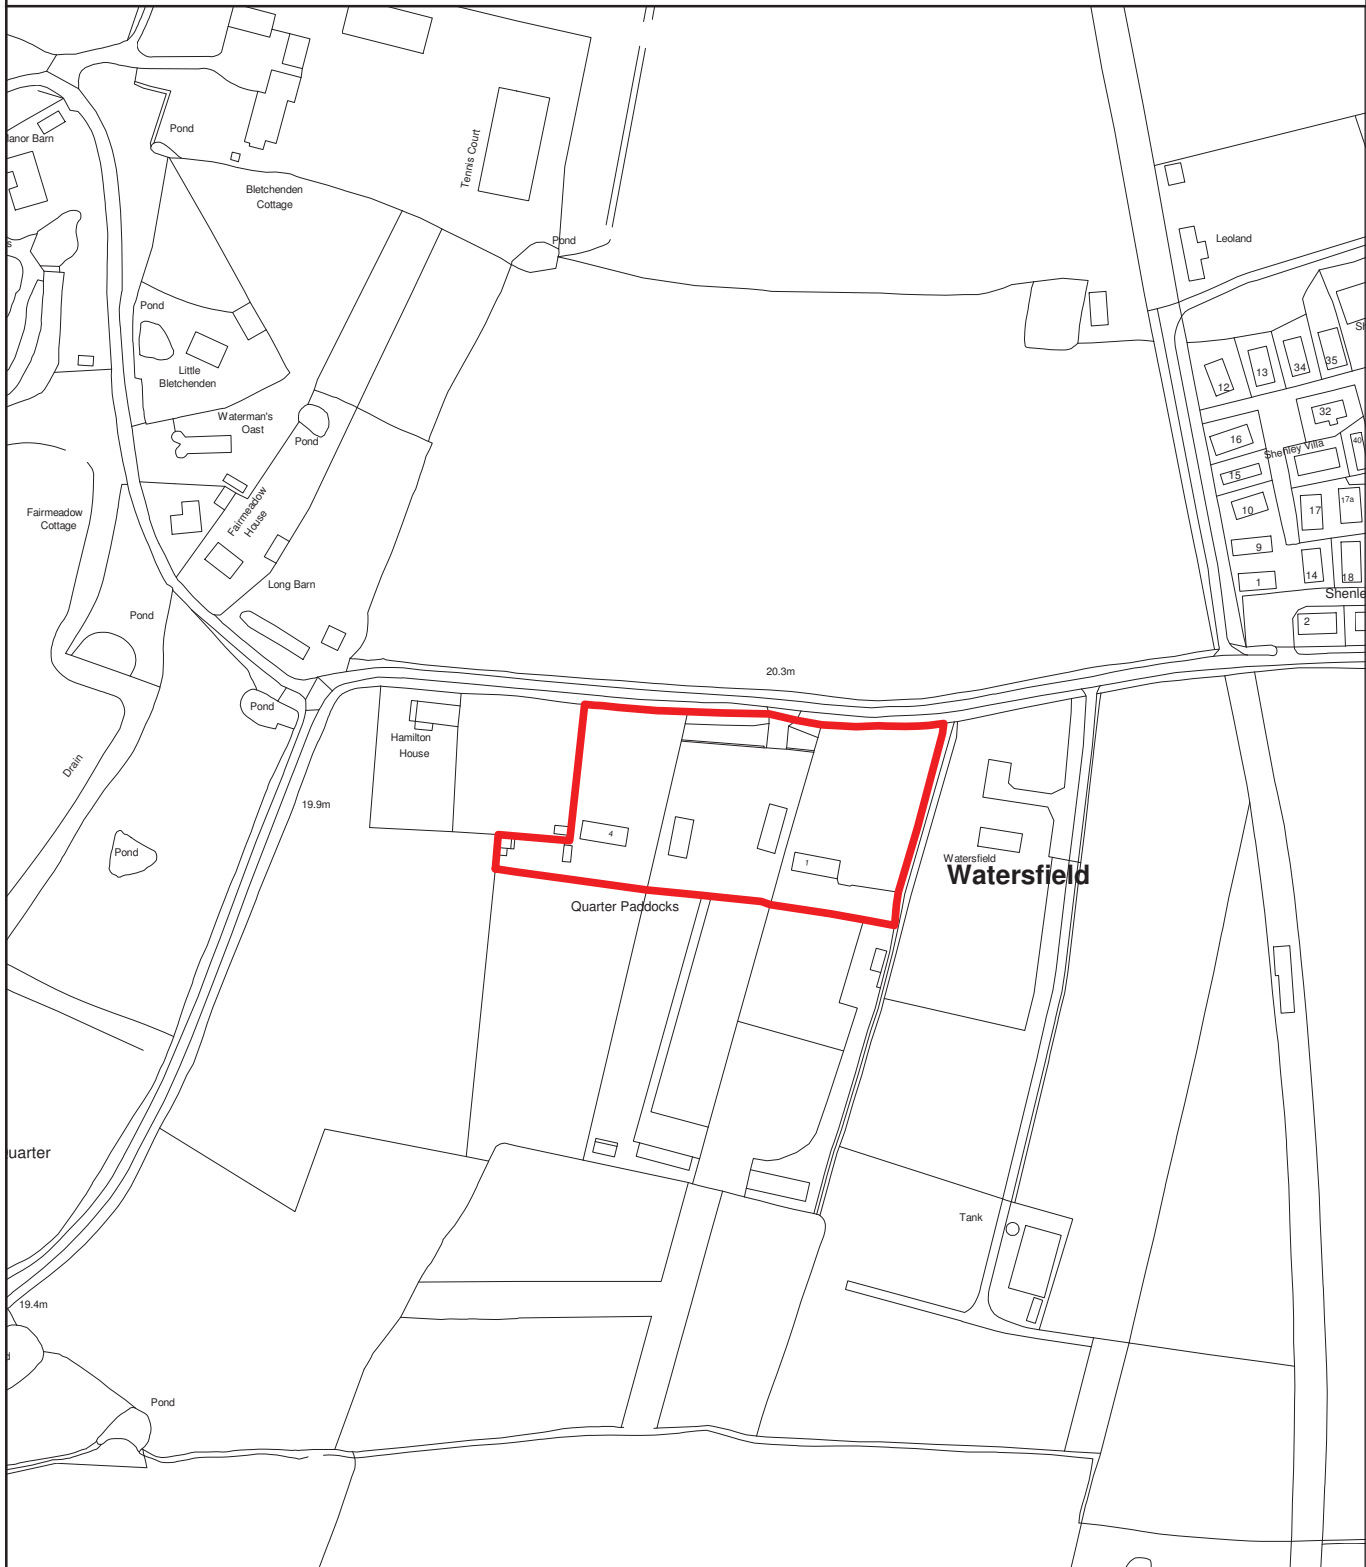 Pond
anor Barn
Tennis Court
Bletchenden
Cottage
Leoland
Pond
s
Pond
Sh
Little
Bletchenden
12
13
34
35
Waterman's
Oast
Pond
32
16
Shenley Villa
40
15
Fairmeadow
House
Fairmeadow
Cottage
10
17
17a
9
Long Barn
1
14
18
Shenle
Pond
2
20.3m
Pond
Hamilton
House
Drain
19.9m
4
Pond
1
Watersfield
Watersfield
Quarter Paddocks
uarter
Tank
19.4m
d
Pond